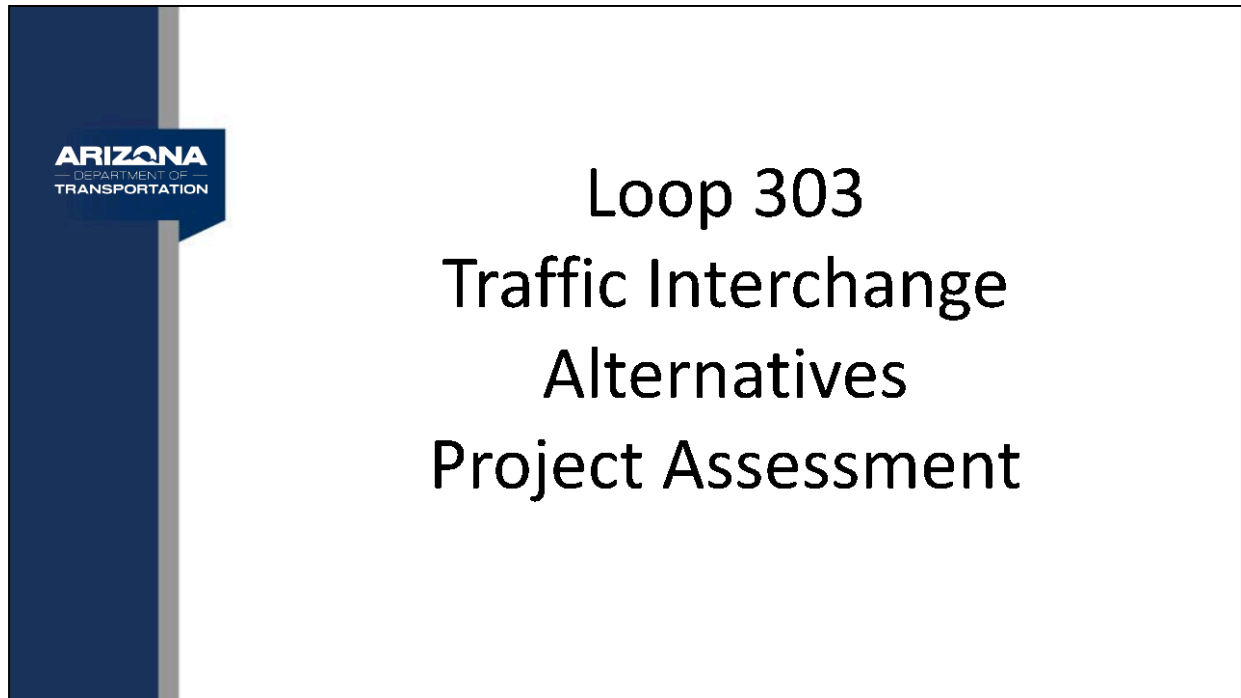 ARIZONA
DEPARTMENT OF
TRANSPORTATION
Loop 303
Traffic Interchange
Alternatives
Project Assessment